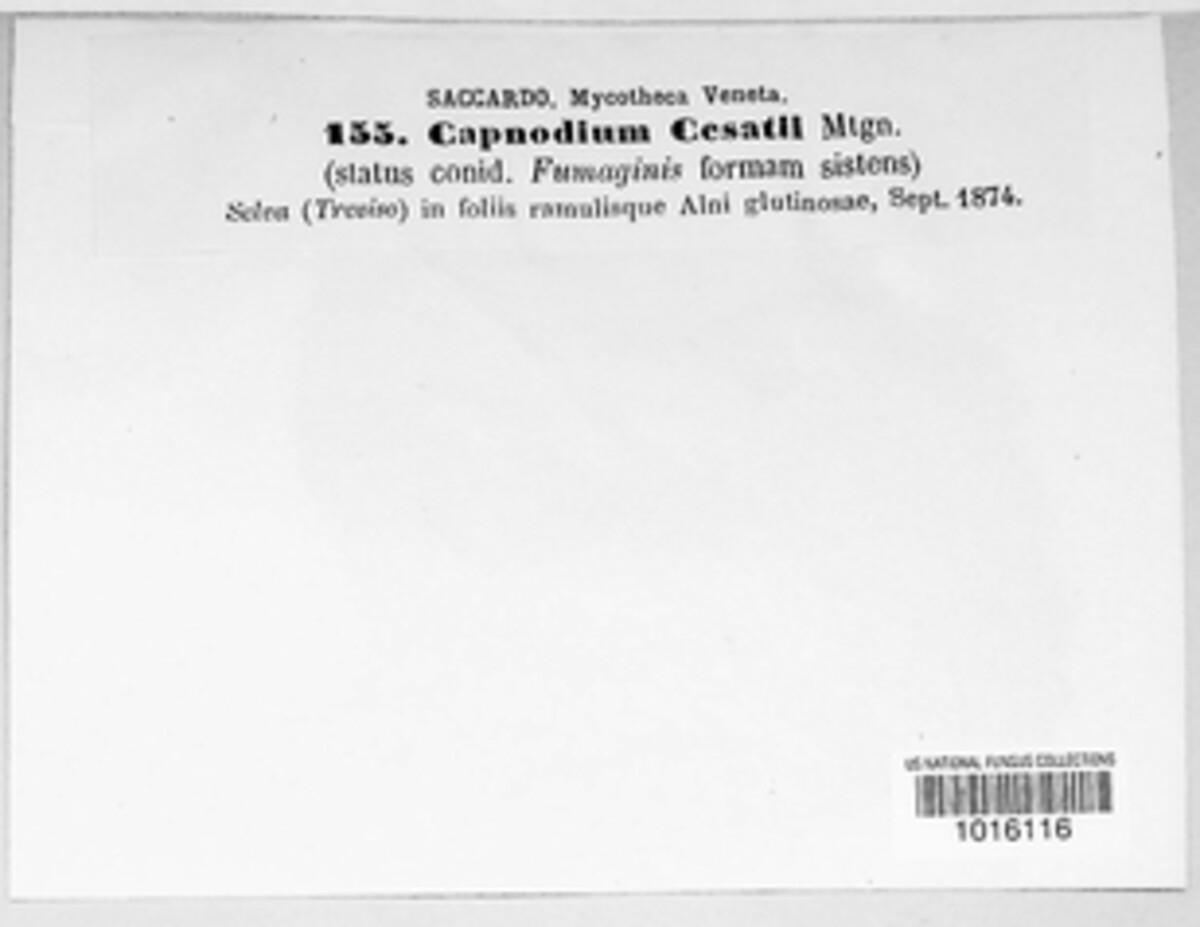 SACCARDO, Mycotheca Veneta.
155. Capnodium Cesatii Mtgn.
(status conid. Fumaginis formam sistens)
Selva (Treviso) in foliis ramulisque Alni glutinosae, Sept. 1874.
US NATIONAL FUNGUS COLLECTIONS
1016116